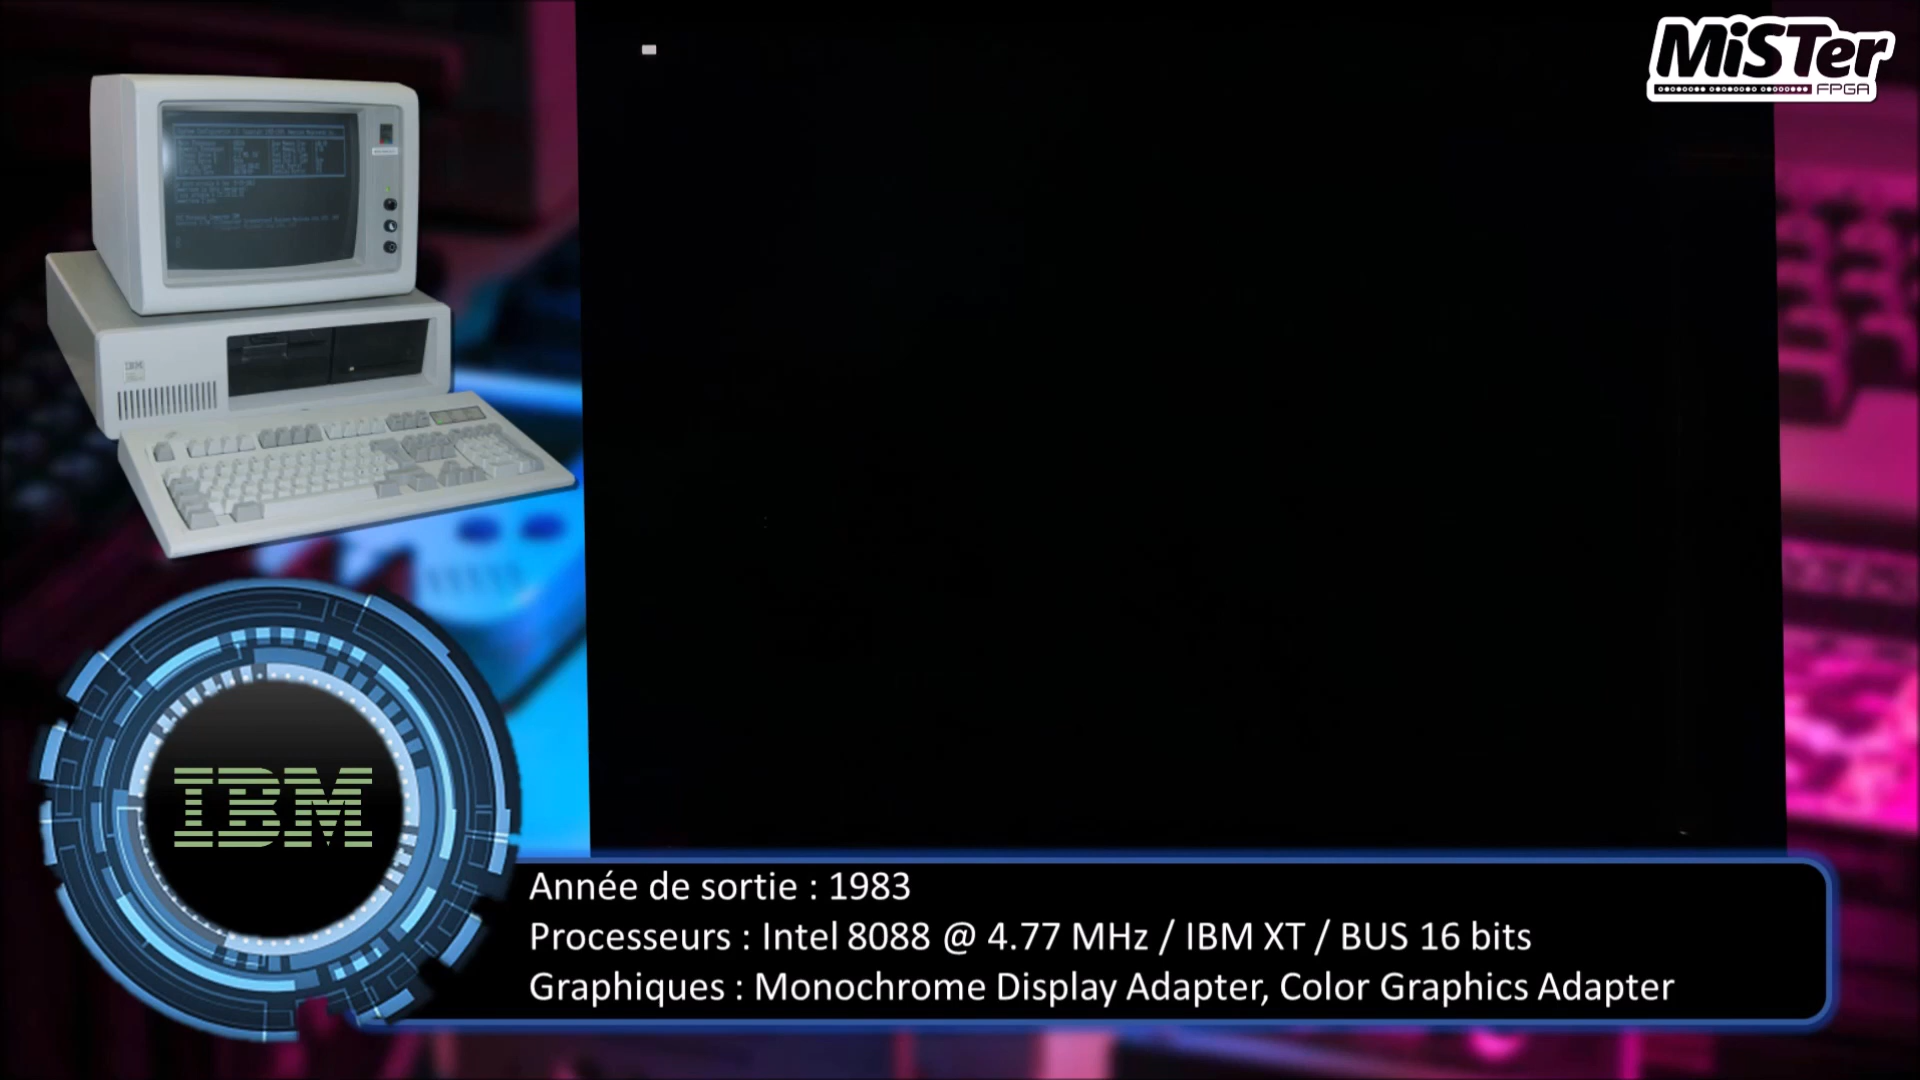 MiSTer
FPGA
IBM
IBM
Année de sortie : 1983
Processeurs : Intel 8088 @ 4.77 MHz / IBM XT / BUS 16 bits
Graphiques : Monochrome Display Adapter, Color Graphics Adapter